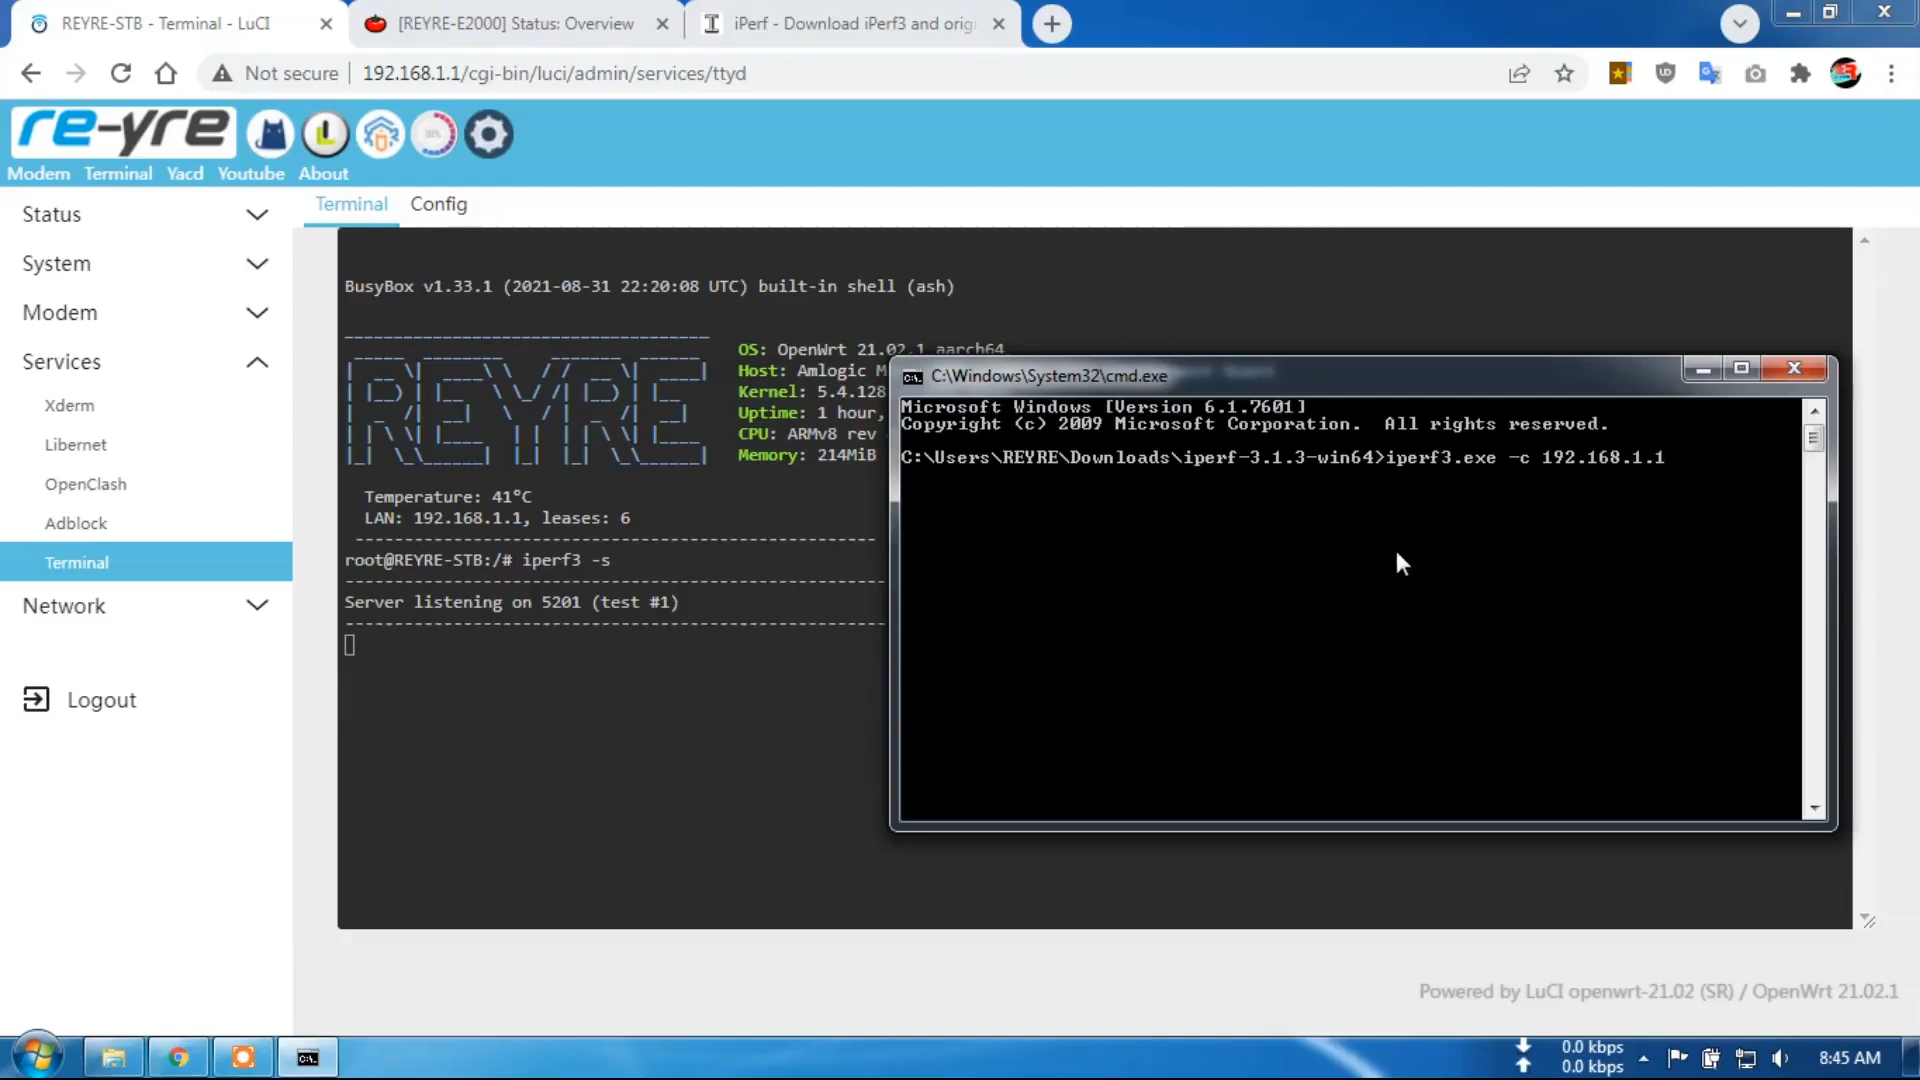 REYRE-STB - Terminal - LuCI
[REYRE-E2000] Status: Overview
iPerf - Download iPerf3 and orig
Not secure
192.168.1.1/cgi-bin/luci/admin/services/ttyd
re-yre
Modem Terminal Yacd Youtube About
Status
System
Modem
Services
Xderm
Libernet
OpenClash
Adblock
Terminal
Network
Logout
Terminal Config
BusyBox v1.33.1 (2021-08-31 22:20:08 UTC) built-in shell (ash)
REYRE
OS: OpenWrt 21.02.1 aarch64
Host: Amlogic M
Kernel: 5.4.128
Uptime: 1 hour,
CPU: ARMv8 rev
Memory: 214MiB
Temperature: 41°C
LAN: 192.168.1.1, leases: 6
root@REYRE-STB:/# iperf3 -s
Server listening on 5201 (test #1)
C:\Windows\System32\cmd.exe
Microsoft Windows [Version 6.1.7601]
Copyright (c) 2009 Microsoft Corporation. All rights reserved.
C:\Users\REYRE\Downloads\iperf-3.1.3-win64>iperf3.exe -c 192.168.1.1
Powered by LuCI openwrt-21.02 (SR) / OpenWrt 21.02.1
0.0 kbps
0.0 kbps
8:45 AM